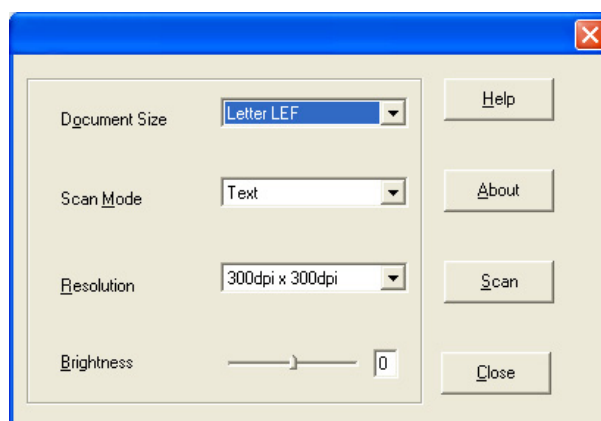 Document Size Letter LEF Help
Scan Mode Text About
Resolution 300dpi x 300dpi Scan
Brightness 0 Close